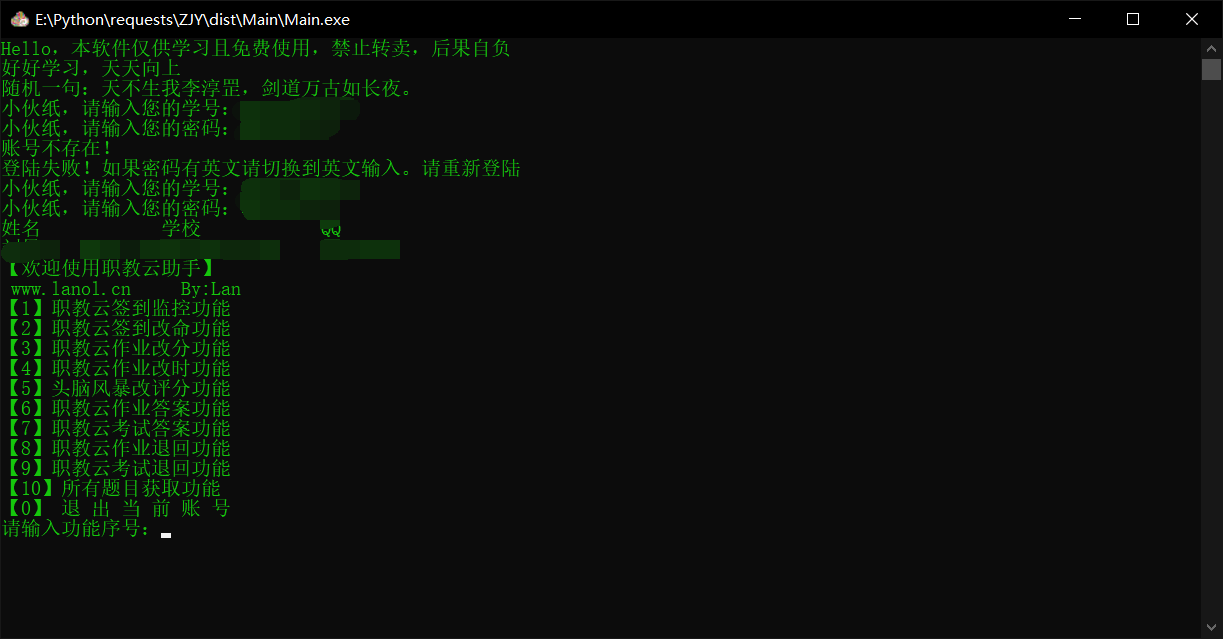 E:\Python\requests\ZJY\dist\Main\Main.exe
Hello，本软件仅供学习且免费使用，禁止转卖，后果自负
好好学习，天天向上
随机一句：天不生我李淳罡，剑道万古如长夜。
小伙纸，请输入您的学号：
小伙纸，请输入您的密码：
账号不存在！
登陆失败！如果密码有英文请切换到英文输入。请重新登陆
小伙纸，请输入您的学号：
小伙纸，请输入您的密码：
姓名 学校 QQ
【欢迎使用职教云助手】
www.lanol.cn By:Lan
【1】职教云签到监控功能
【2】职教云签到改命功能
【3】职教云作业改分功能
【4】职教云作业改时功能
【5】头脑风暴改评分功能
【6】职教云作业答案功能
【7】职教云考试答案功能
【8】职教云作业退回功能
【9】职教云考试退回功能
【10】所有题目获取功能
【0】 退 出 当 前 账 号
请输入功能序号：